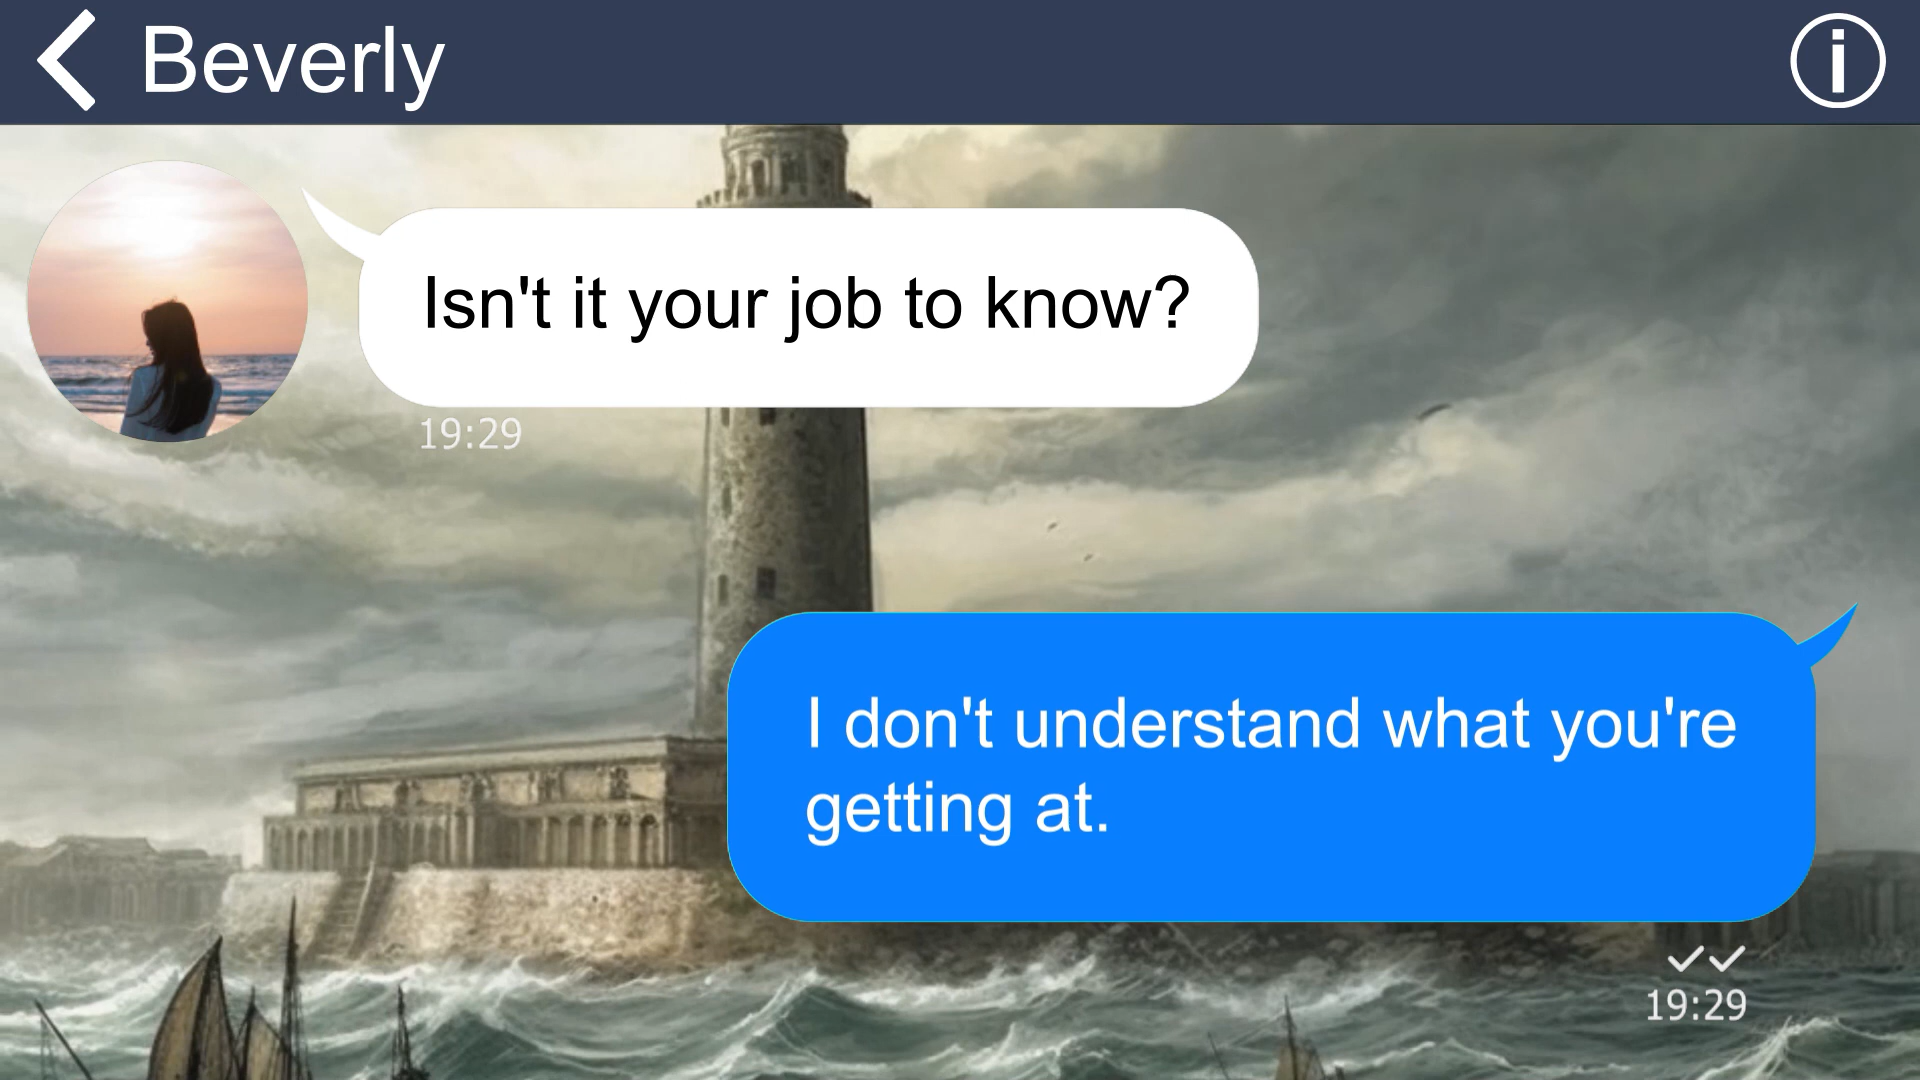 Beverly
Isn't it your job to know?
19:29
I don't understand what you're
getting at.
19:29